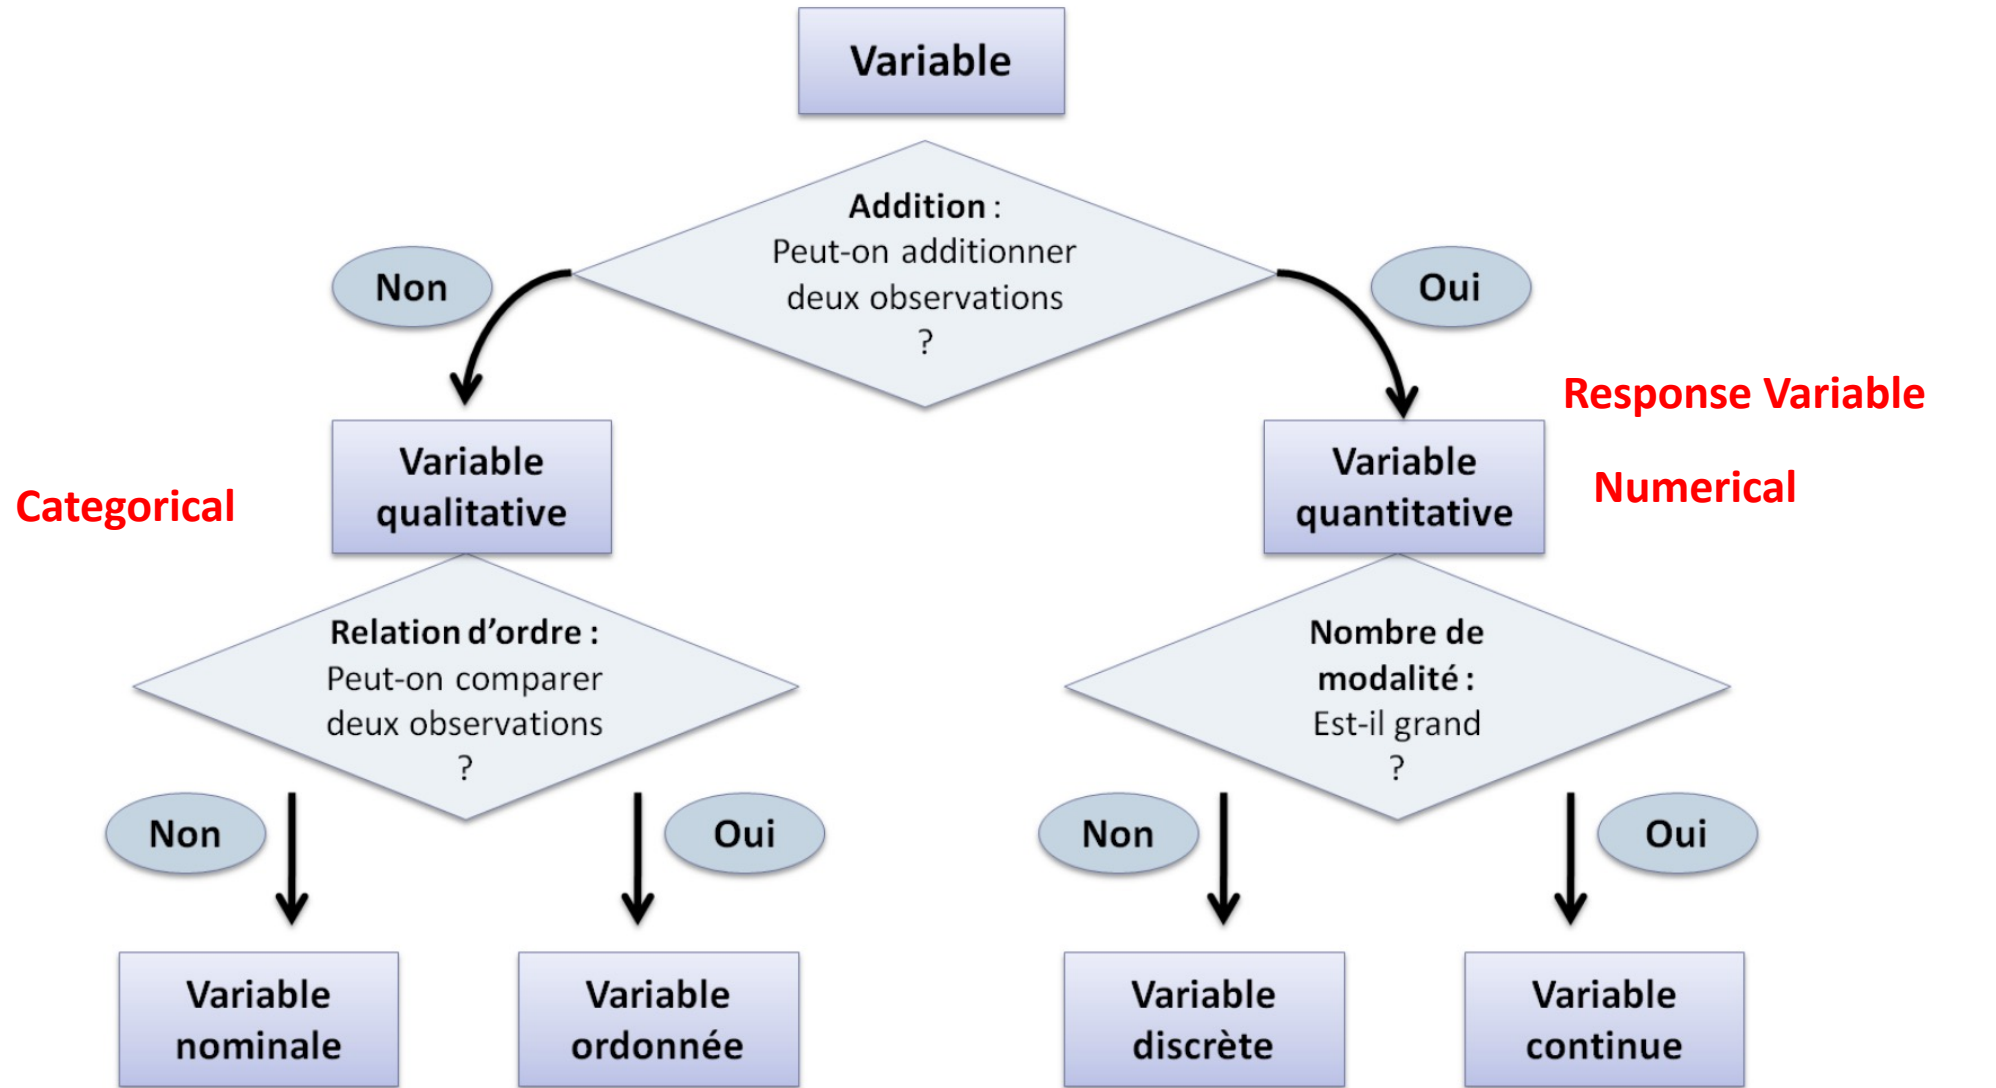 Variable
Addition :
Peut-on additionner
deux observations
?
Non
Oui
Response Variable
Variable
qualitative
Categorical
Variable
quantitative
Numerical
Relation d’ordre :
Peut-on comparer
deux observations
?
Nombre de
modalité :
Est-il grand
?
Non
Oui
Non
Oui
Variable
nominale
Variable
ordonnée
Variable
discrète
Variable
continue